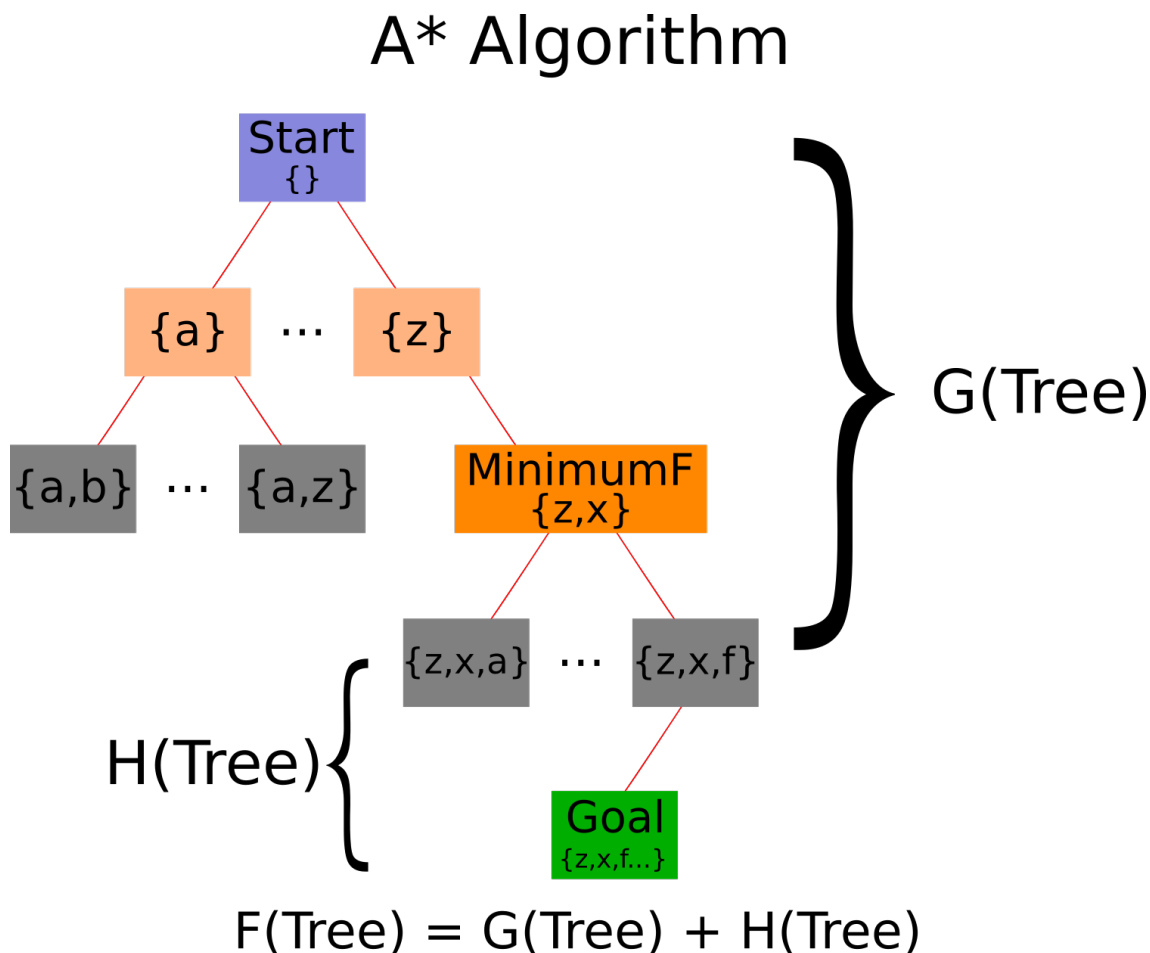 A* Algorithm
Start
{}
{a} ... {z}
G(Tree)
{a,b} ... {a,z}
MinimumF
{z,x}
{z,x,a} ... {z,x,f}
H(Tree)
Goal
{z,x,f...}
F(Tree) = G(Tree) + H(Tree)